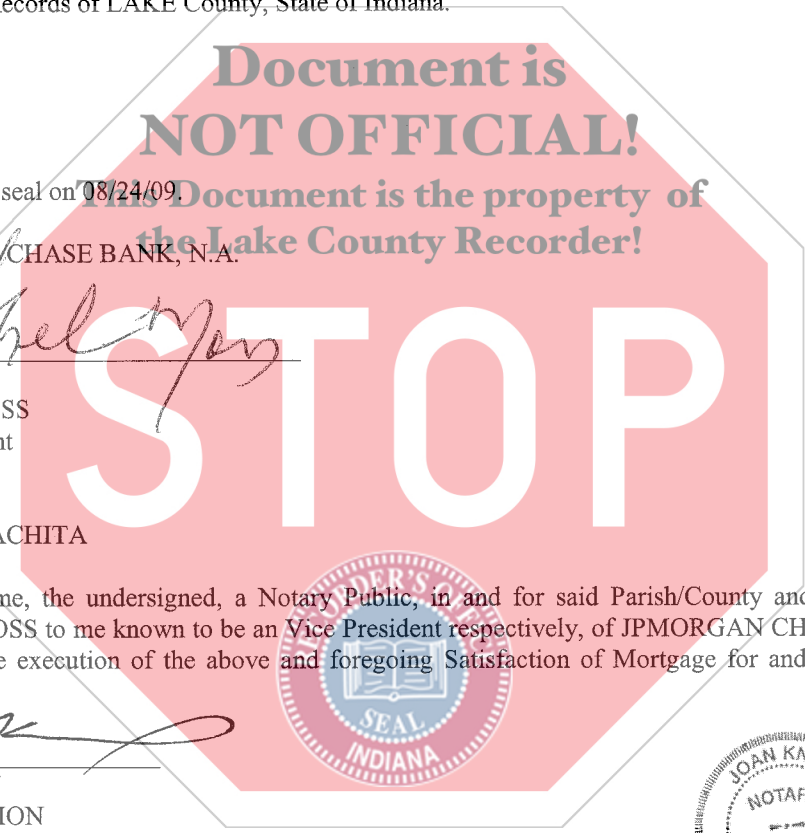 ecords of LAKE County, State of Indiana.
Document is
NOT OFFICIAL!
seal on 08/24/09.
This Document is the property of
the Lake County Recorder!
CHASE BANK, N.A.
STOP
SS
nt
ACHITA
me, the undersigned, a Notary Public, in and for said Parish/County and
OSS to me known to be an Vice President respectively, of JPMORGAN CH
e execution of the above and foregoing Satisfaction of Mortgage for and
RECORDER'S OFFICE
SEAL
INDIANA
JOAN
NOTAR
ION